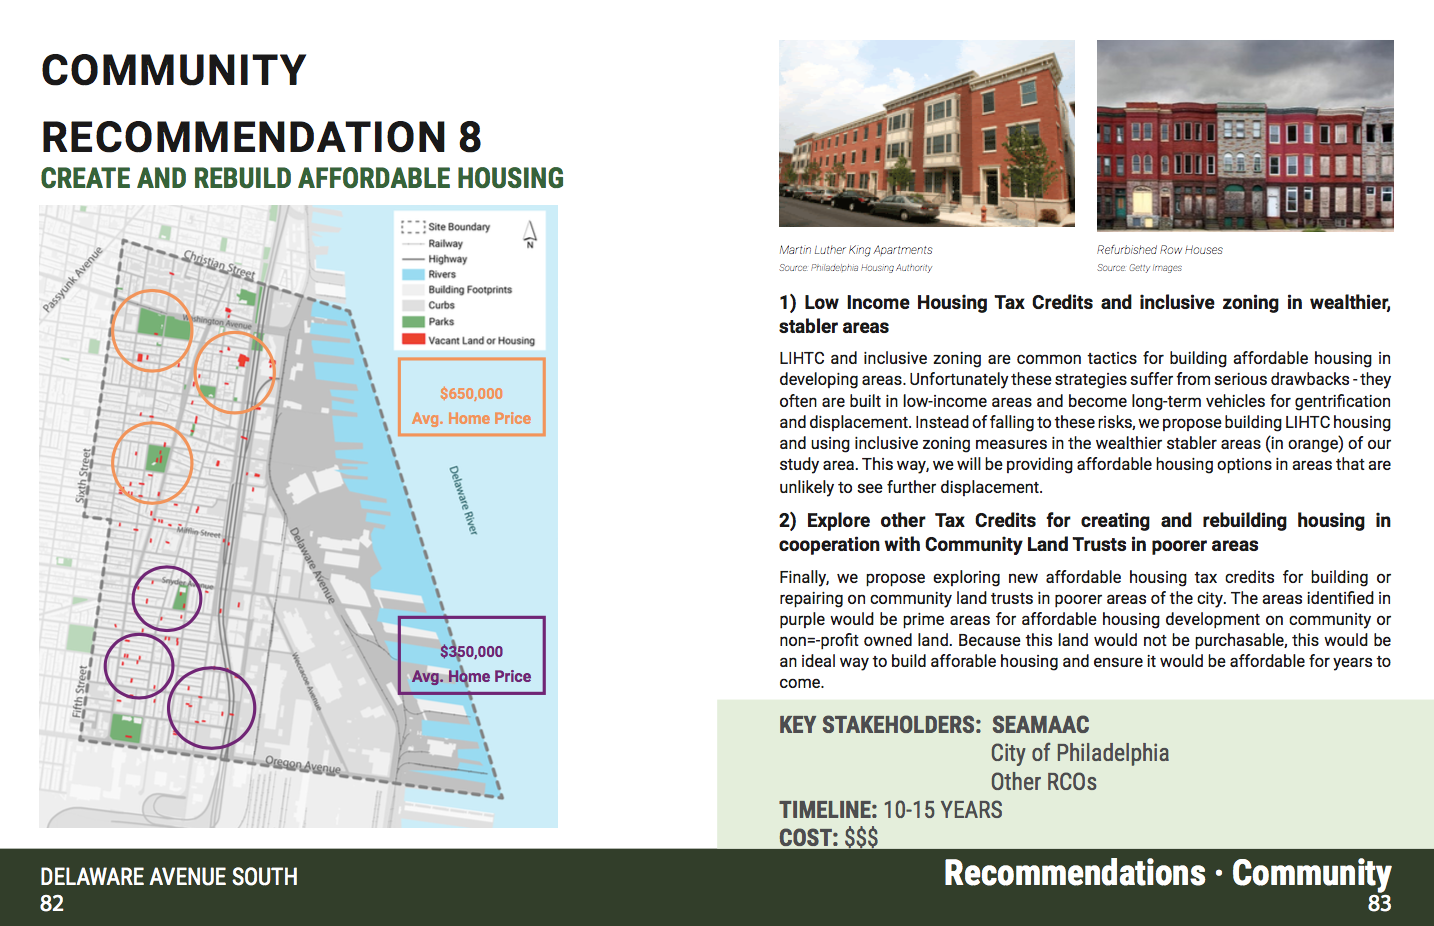 COMMUNITY
RECOMMENDATION 8
CREATE AND REBUILD AFFORDABLE HOUSING
Site Boundary
Railway
Highway
Rivers
Building Footprints
Curbs
Parks
Vacant Land or Housing
N
Passyunk Avenue
Christian Street
Washington Avenue
$650,000
Avg. Home Price
Sixth Street
Delaware River
Mifflin Street
Delaware Avenue
Snyder Avenue
$350,000
Avg. Home Price
Weccacoe Avenue
Fifth Street
Oregon Avenue
Martin Luther King Apartments
Source: Philadelphia Housing Authority
Refurbished Row Houses
Source: Getty Images
1) Low Income Housing Tax Credits and inclusive zoning in wealthier,
stabler areas
LIHTC and inclusive zoning are common tactics for building affordable housing in
developing areas. Unfortunately these strategies suffer from serious drawbacks - they
often are built in low-income areas and become long-term vehicles for gentrification
and displacement. Instead of falling to these risks, we propose building LIHTC housing
and using inclusive zoning measures in the wealthier stabler areas (in orange) of our
study area. This way, we will be providing affordable housing options in areas that are
unlikely to see further displacement.
2) Explore other Tax Credits for creating and rebuilding housing in
cooperation with Community Land Trusts in poorer areas
Finally, we propose exploring new affordable housing tax credits for building or
repairing on community land trusts in poorer areas of the city. The areas identified in
purple would be prime areas for affordable housing development on community or
non=-profit owned land. Because this land would not be purchasable, this would be
an ideal way to build afforable housing and ensure it would be affordable for years to
come.
KEY STAKEHOLDERS: SEAMAAC
City of Philadelphia
Other RCOs
TIMELINE: 10-15 YEARS
COST: $$$
DELAWARE AVENUE SOUTH
82
Recommendations · Community
83